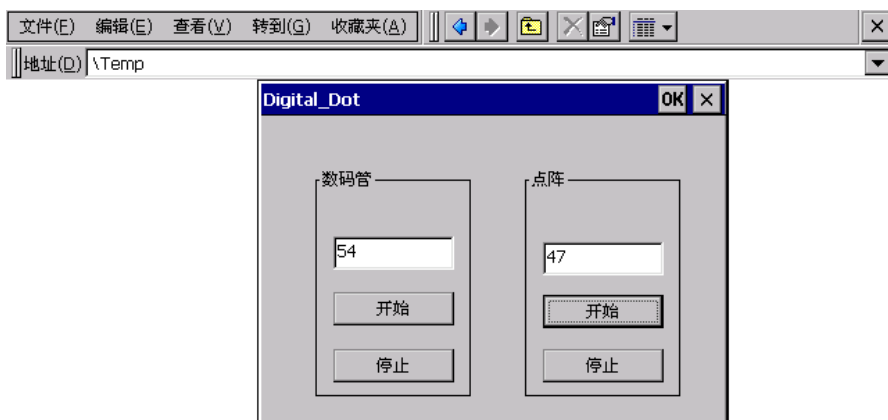 文件(F) 编辑(E) 查看(V) 转到(G) 收藏夹(A)
地址(D) \Temp
Digital_Dot OK
数码管 点阵
54 47
开始 开始
停止 停止